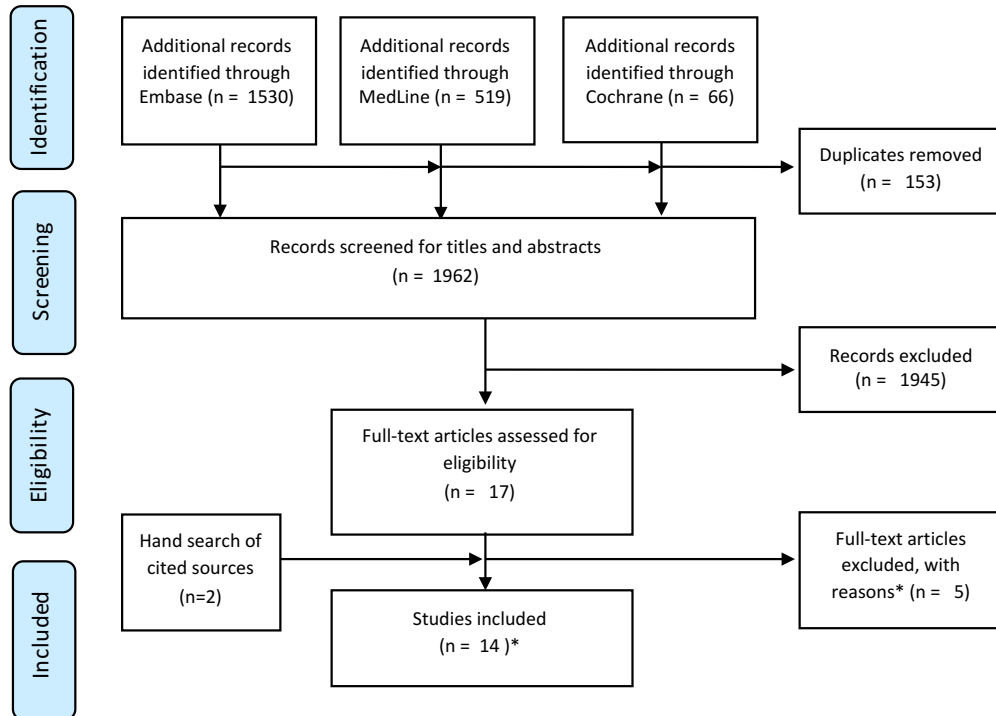 Identification
Additional records
identified through
Embase (n = 1530)
Additional records
identified through
MedLine (n = 519)
Additional records
identified through
Cochrane (n = 66)
Duplicates removed
(n = 153)
Screening
Records screened for titles and abstracts
(n = 1962)
Records excluded
(n = 1945)
Eligibility
Full-text articles assessed for
eligibility
(n = 17)
Hand search of
cited sources
(n=2)
Full-text articles
excluded, with
reasons* (n = 5)
Included
Studies included
(n = 14 )*